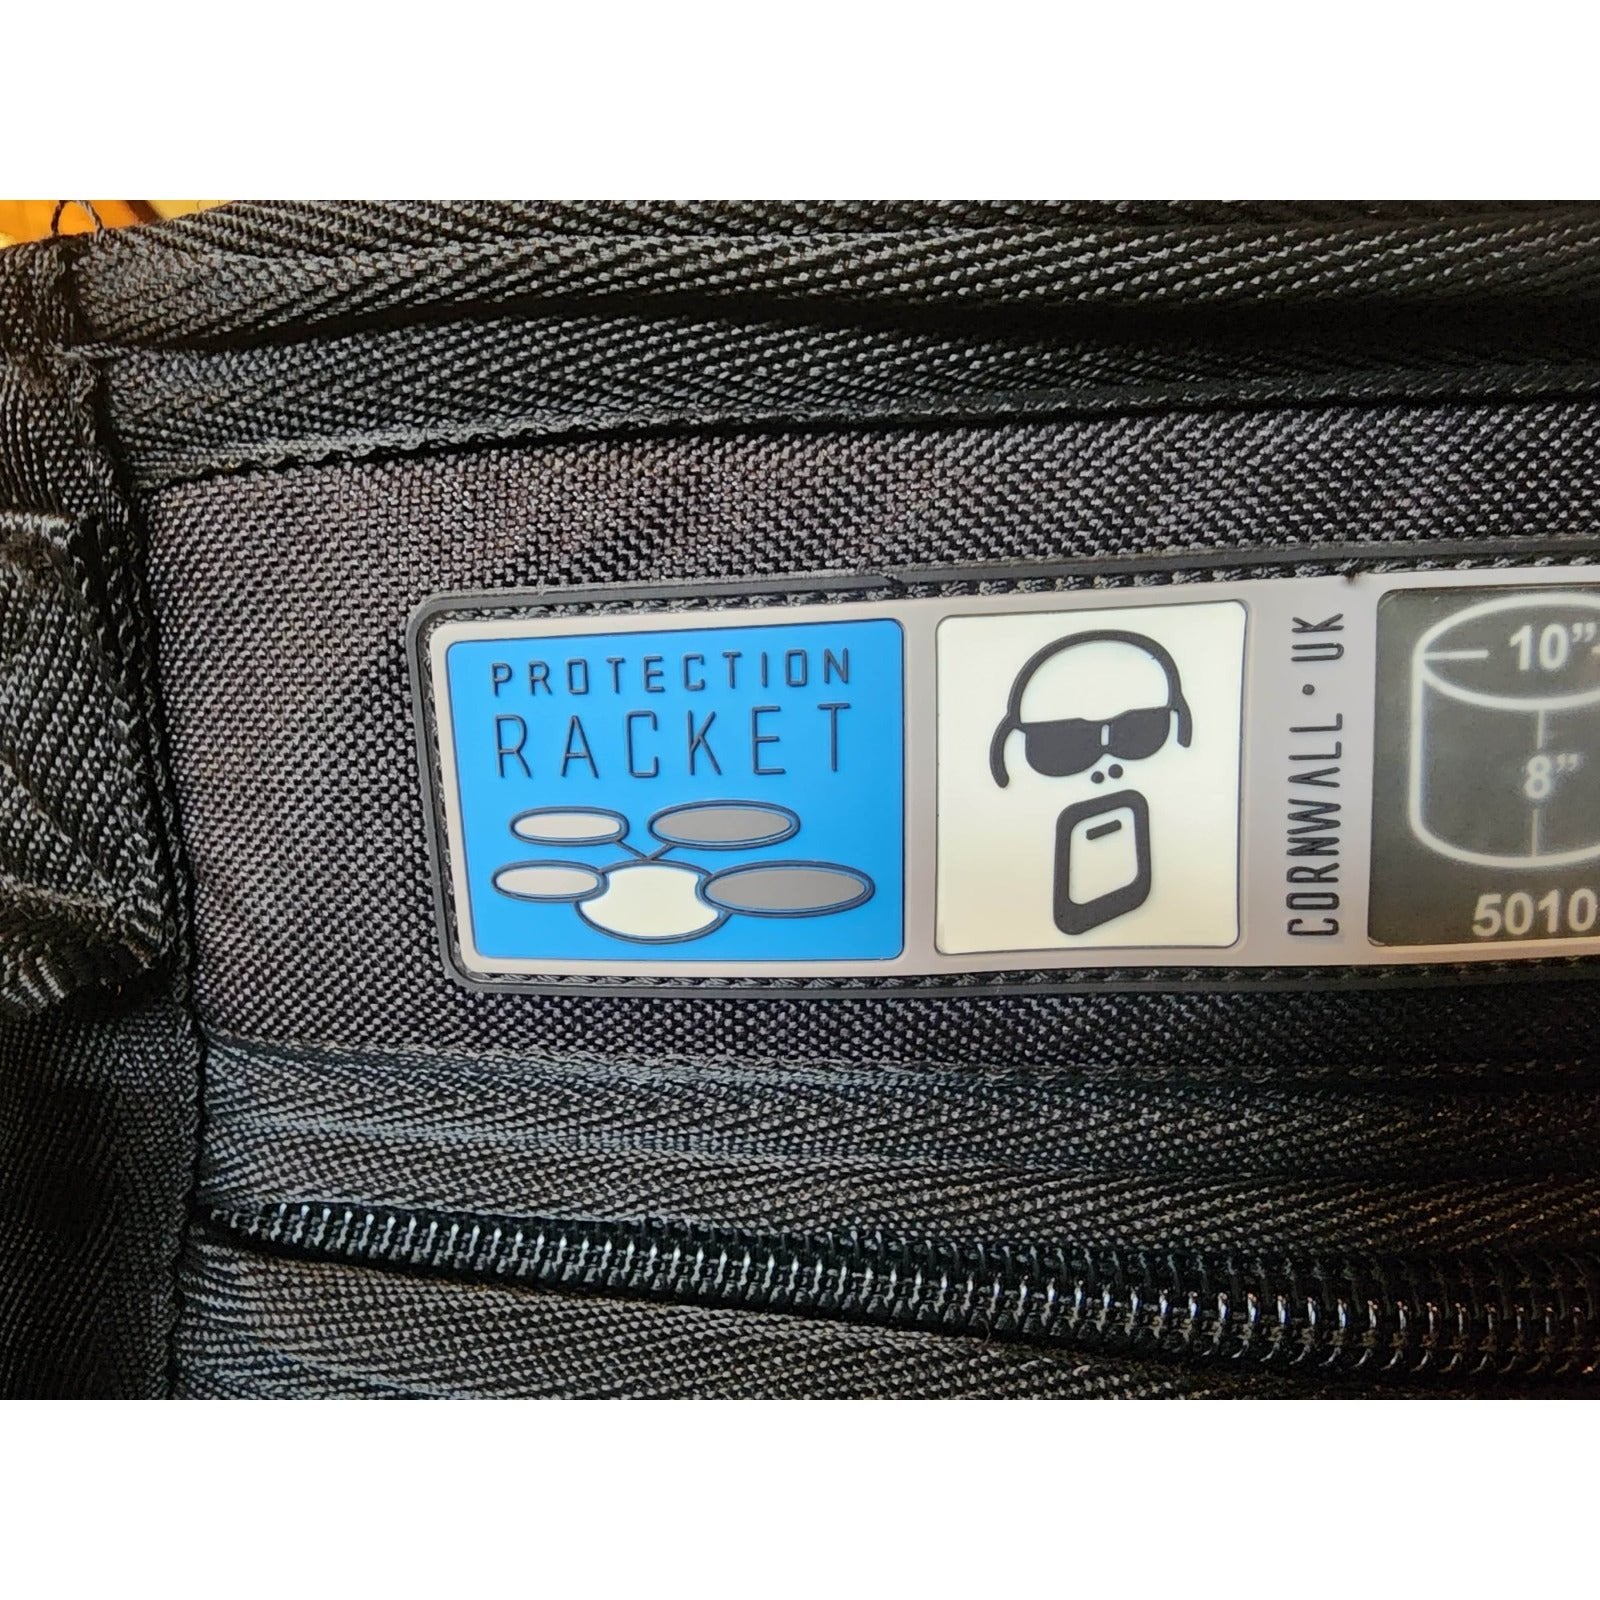 PROTECTION
RACKET
CORNWALL • UK
10”
8”
5010